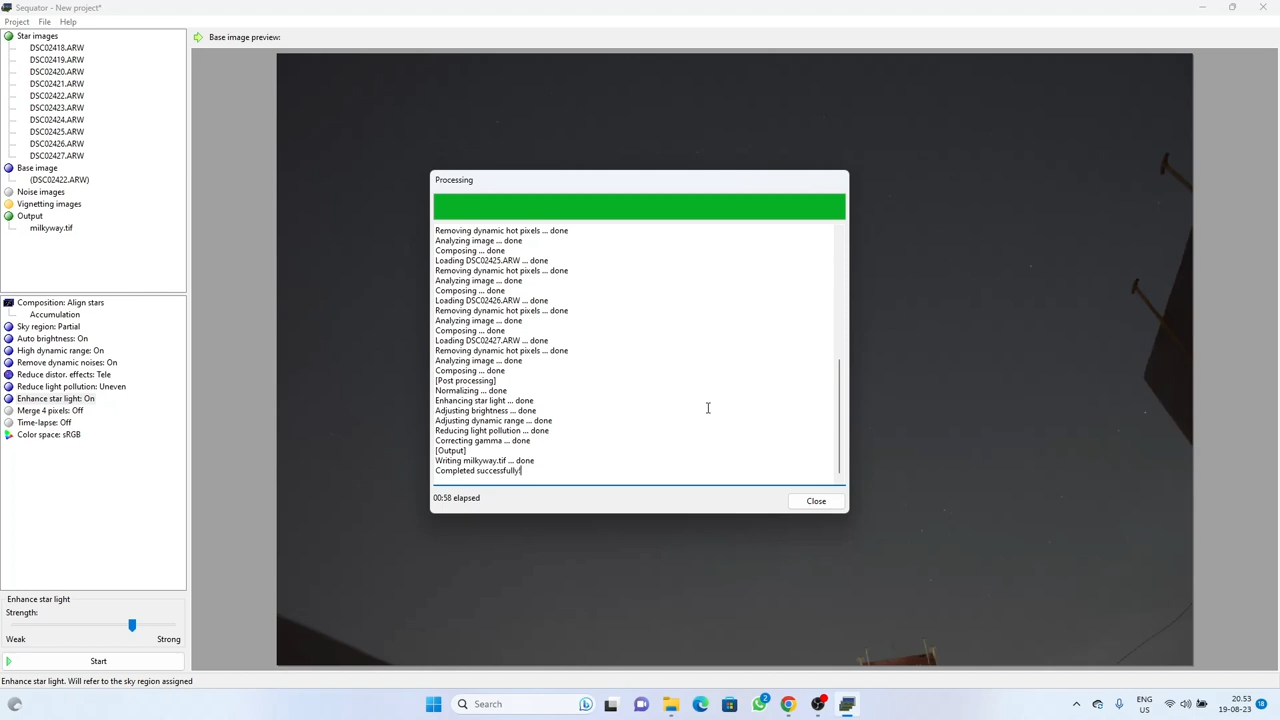 Sequator - New project*
Project File Help
Star images
DSC02418.ARW
DSC02419.ARW
DSC02420.ARW
DSC02421.ARW
DSC02422.ARW
DSC02423.ARW
DSC02424.ARW
DSC02425.ARW
DSC02426.ARW
DSC02427.ARW
Base image
(DSC02422.ARW)
Noise images
Vignetting images
Output
milkyway.tif
Composition: Align stars
Accumulation
Sky region: Partial
Auto brightness: On
High dynamic range: On
Remove dynamic noises: On
Reduce distor. effects: Tele
Reduce light pollution: Uneven
Enhance star light: On
Merge 4 pixels: Off
Time-lapse: Off
Color space: sRGB
Enhance star light
Strength:
Weak Strong
Start
Enhance star light. Will refer to the sky region assigned
Base image preview:
Processing
Removing dynamic hot pixels ... done
Analyzing image ... done
Composing ... done
Loading DSC02425.ARW ... done
Removing dynamic hot pixels ... done
Analyzing image ... done
Composing ... done
Loading DSC02426.ARW ... done
Removing dynamic hot pixels ... done
Analyzing image ... done
Composing ... done
Loading DSC02427.ARW ... done
Removing dynamic hot pixels ... done
Analyzing image ... done
Composing ... done
[Post processing]
Normalizing ... done
Enhancing star light ... done
Adjusting brightness ... done
Adjusting dynamic range ... done
Reducing light pollution ... done
Correcting gamma ... done
[Output]
Writing milkyway.tif ... done
Completed successfully!
00:58 elapsed
Close
Search
2
ENG
US
20.53
19-08-23
18